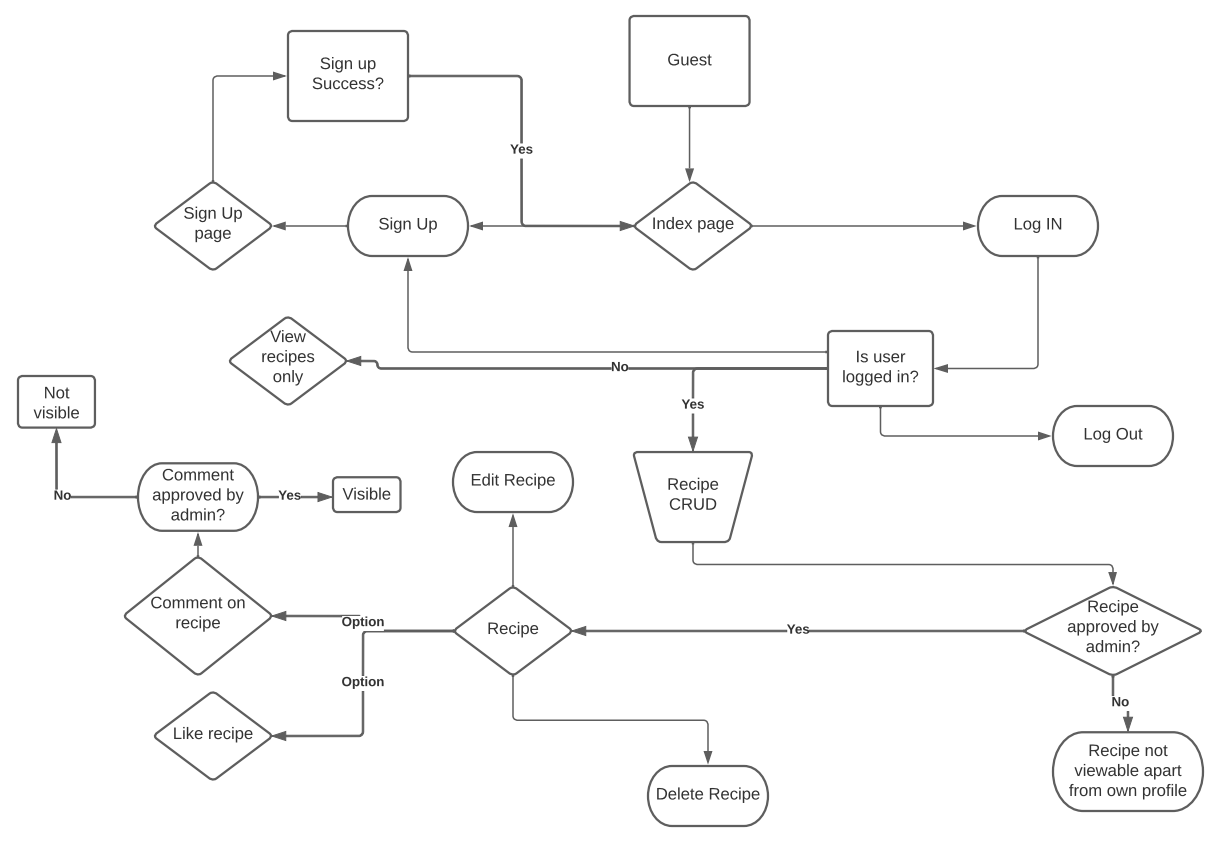 Sign up
Success?
Guest
Yes
Sign Up
page
Sign Up
Index page
Log IN
View
recipes
only
No
Is user
logged in?
Not
visible
Yes
Log Out
Comment
approved by
admin?
No
Yes
Visible
Edit Recipe
Recipe
CRUD
Comment on
recipe
Option
Recipe
Yes
Recipe
approved by
admin?
Option
No
Like recipe
Delete Recipe
Recipe not
viewable apart
from own profile